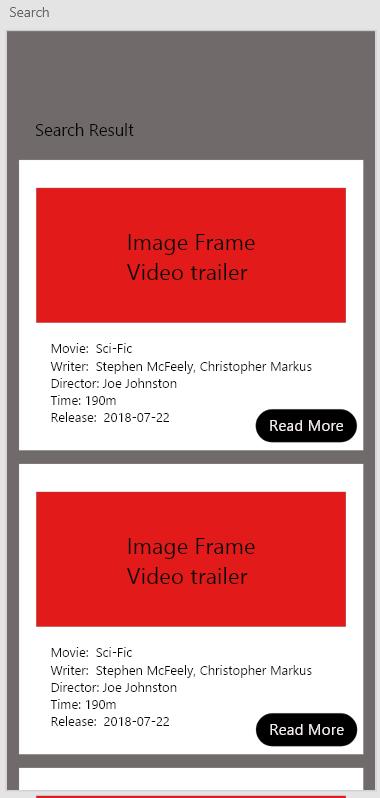 Search
Search Result
Image Frame
Video trailer
Movie:  Sci-Fic
Writer:  Stephen McFeely, Christopher Markus
Director: Joe Johnston
Time: 190m
Release:  2018-07-22
Read More
Image Frame
Video trailer
Movie:  Sci-Fic
Writer:  Stephen McFeely, Christopher Markus
Director: Joe Johnston
Time: 190m
Release:  2018-07-22
Read More